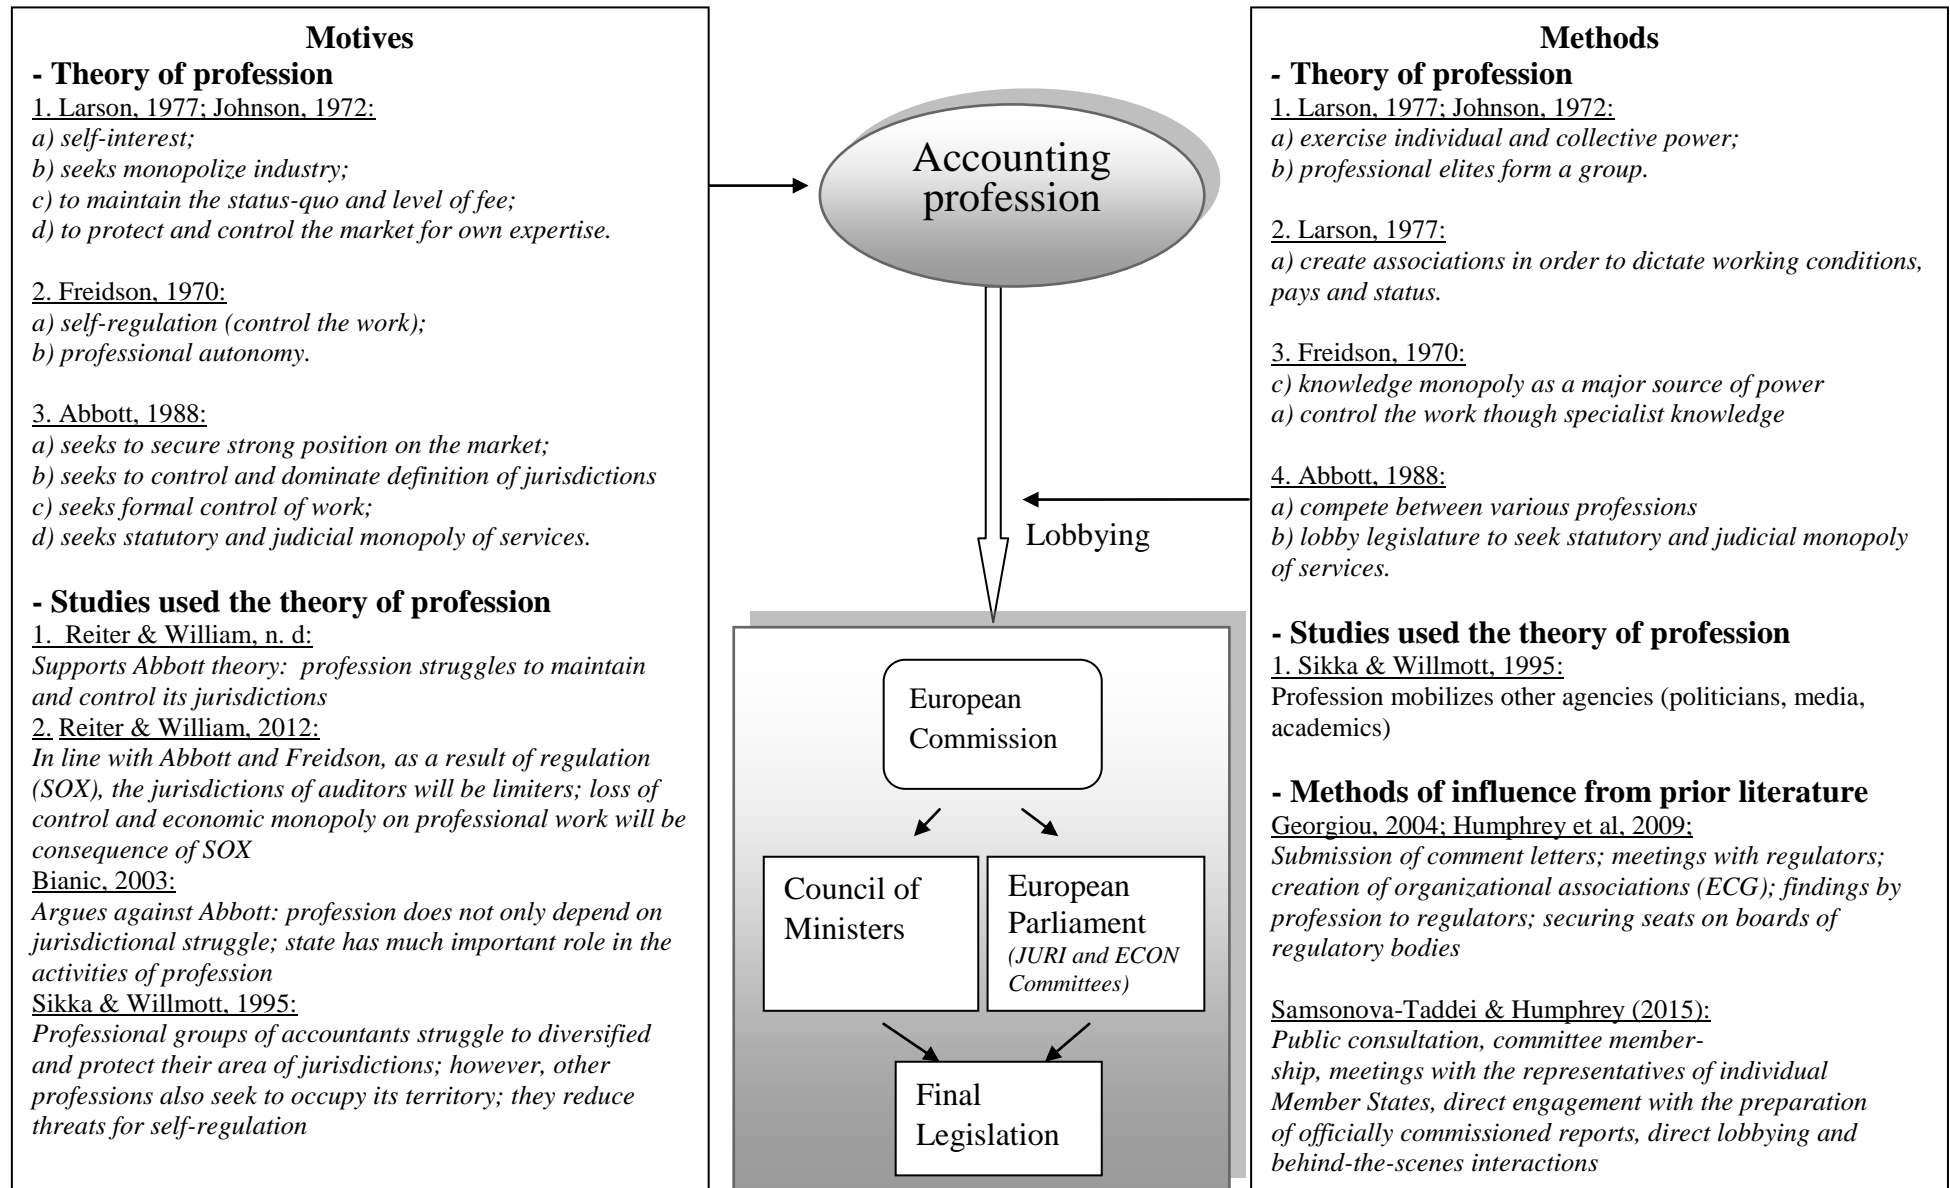 Motives
- Theory of profession
1. Larson, 1977; Johnson, 1972:
a) self-interest;
b) seeks monopolize industry;
c) to maintain the status-quo and level of fee;
d) to protect and control the market for own expertise.
2. Freidson, 1970:
a) self-regulation (control the work);
b) professional autonomy.
3. Abbott, 1988:
a) seeks to secure strong position on the market;
b) seeks to control and dominate definition of jurisdictions
c) seeks formal control of work;
d) seeks statutory and judicial monopoly of services.
- Studies used the theory of profession
1. Reiter & William, n. d:
Supports Abbott theory: profession struggles to maintain
and control its jurisdictions
2. Reiter & William, 2012:
In line with Abbott and Freidson, as a result of regulation
(SOX), the jurisdictions of auditors will be limiters; loss of
control and economic monopoly on professional work will be
consequence of SOX
Bianic, 2003:
Argues against Abbott: profession does not only depend on
jurisdictional struggle; state has much important role in the
activities of profession
Sikka & Willmott, 1995:
Professional groups of accountants struggle to diversified
and protect their area of jurisdictions; however, other
professions also seek to occupy its territory; they reduce
threats for self-regulation
Accounting
profession
Lobbying
European
Commission
Council of
Ministers
European
Parliament
(JURI and ECON
Committees)
Final
Legislation
Methods
- Theory of profession
1. Larson, 1977; Johnson, 1972:
a) exercise individual and collective power;
b) professional elites form a group.
2. Larson, 1977:
a) create associations in order to dictate working conditions,
pays and status.
3. Freidson, 1970:
c) knowledge monopoly as a major source of power
a) control the work though specialist knowledge
4. Abbott, 1988:
a) compete between various professions
b) lobby legislature to seek statutory and judicial monopoly
of services.
- Studies used the theory of profession
1. Sikka & Willmott, 1995:
Profession mobilizes other agencies (politicians, media,
academics)
- Methods of influence from prior literature
Georgiou, 2004; Humphrey et al, 2009;
Submission of comment letters; meetings with regulators;
creation of organizational associations (ECG); findings by
profession to regulators; securing seats on boards of
regulatory bodies
Samsonova-Taddei & Humphrey (2015):
Public consultation, committee member-
ship, meetings with the representatives of individual
Member States, direct engagement with the preparation
of officially commissioned reports, direct lobbying and
behind-the-scenes interactions